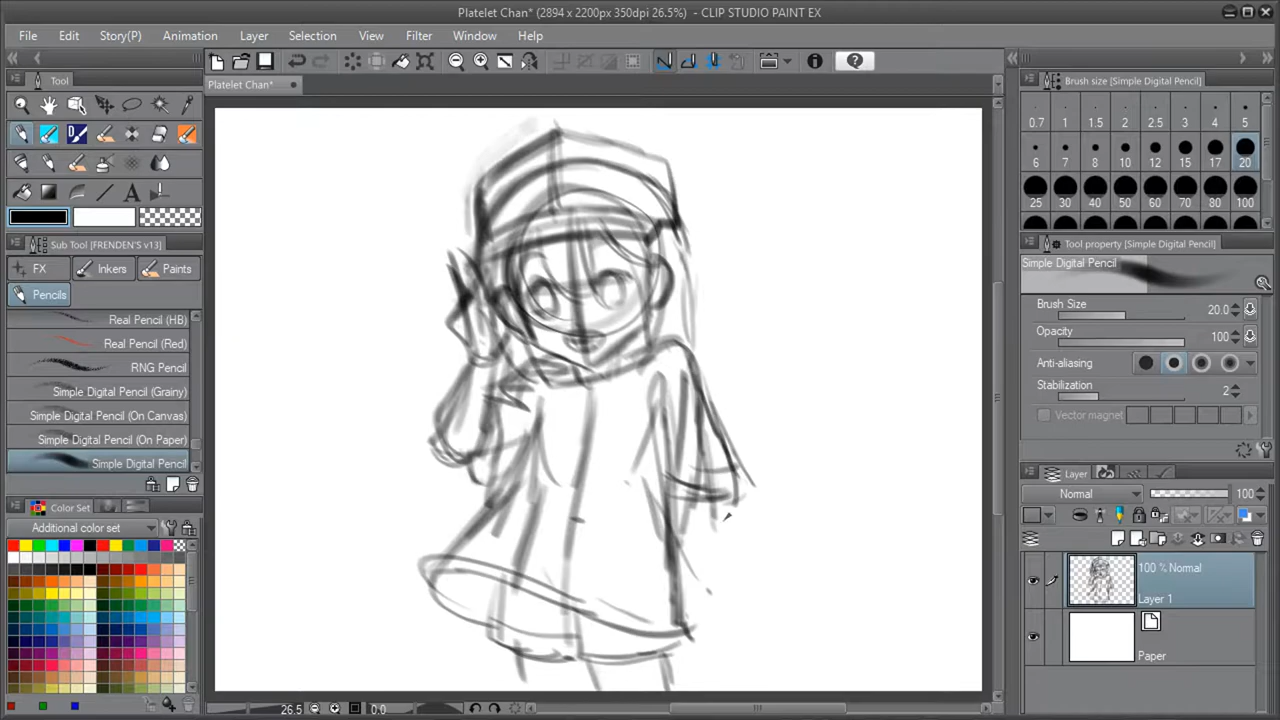 Platelet Chan* (2894 x 2200px 350dpi 26.5%) - CLIP STUDIO PAINT EX
File Edit Story(P) Animation Layer Selection View Filter Window Help
Tool
Platelet Chan*
Brush size [Simple Digital Pencil]
0.7 1 1.5 2 2.5 3 4 5
6 7 8 10 12 15 17 20
25 30 40 50 60 70 80 100
Sub Tool [FRENDEN'S v13]
FX Inkers Paints
Pencils
Real Pencil (HB)
Real Pencil (Red)
RNG Pencil
Simple Digital Pencil (Grainy)
Simple Digital Pencil (On Canvas)
Simple Digital Pencil (On Paper)
Simple Digital Pencil
Color Set
Additional color set
Tool property [Simple Digital Pencil]
Simple Digital Pencil
Brush Size 20.0
Opacity 100
Anti-aliasing
Stabilization 2
Vector magnet
Layer
Normal 100
100 % Normal
Layer 1
Paper
26.5 0.0